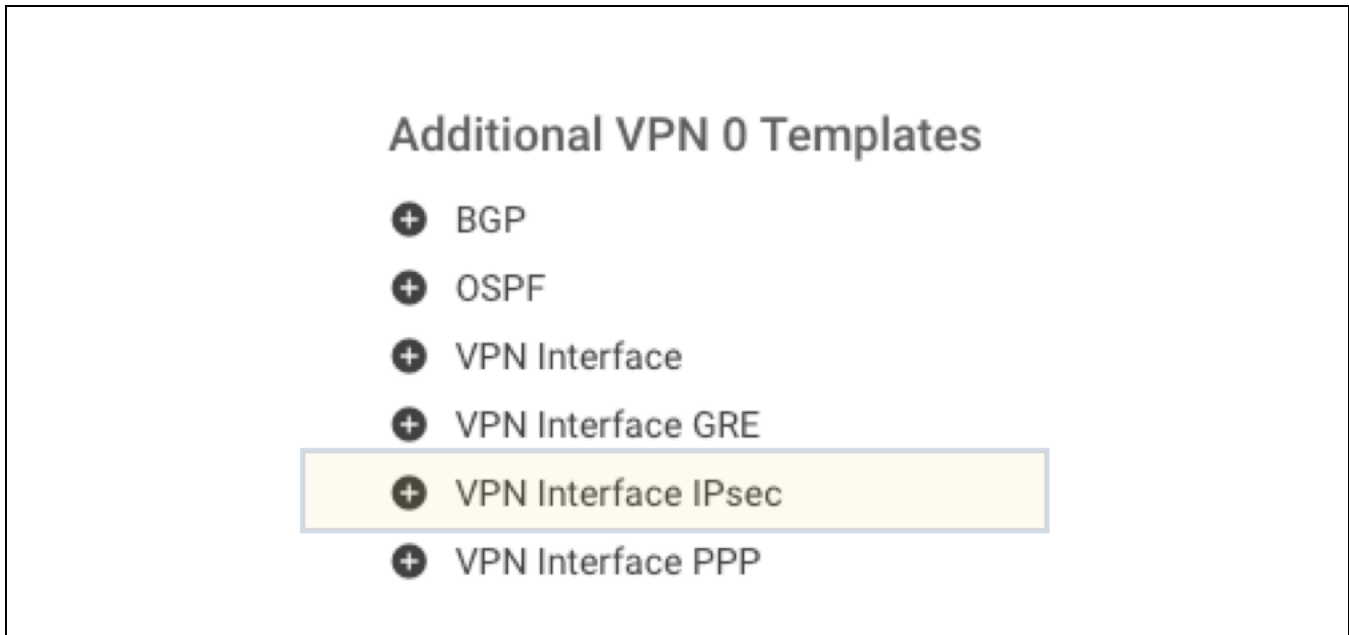 Additional VPN 0 Templates
BGP
OSPF
VPN Interface
VPN Interface GRE
VPN Interface IPsec
VPN Interface PPP